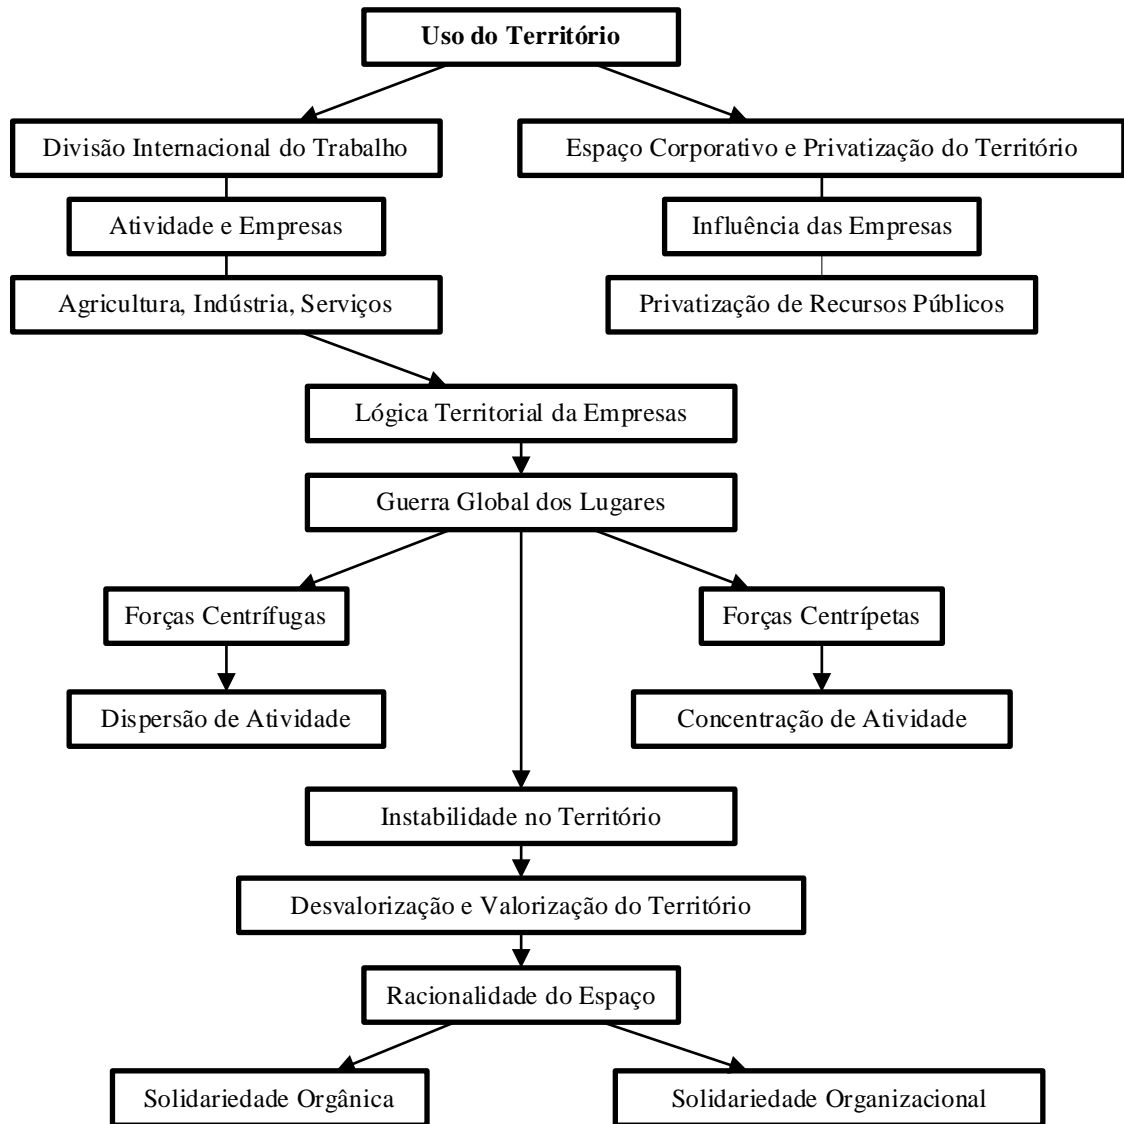 Uso do Território
Divisão Internacional do Trabalho
Espaço Corporativo e Privatização do Território
Atividade e Empresas
Influência das Empresas
Agricultura, Indústria, Serviços
Privatização de Recursos Públicos
Lógica Territorial da Empresas
Guerra Global dos Lugares
Forças Centrífugas
Forças Centrípetas
Dispersão de Atividade
Concentração de Atividade
Instabilidade no Território
Desvalorização e Valorização do Território
Racionalidade do Espaço
Solidariedade Orgânica
Solidariedade Organizacional